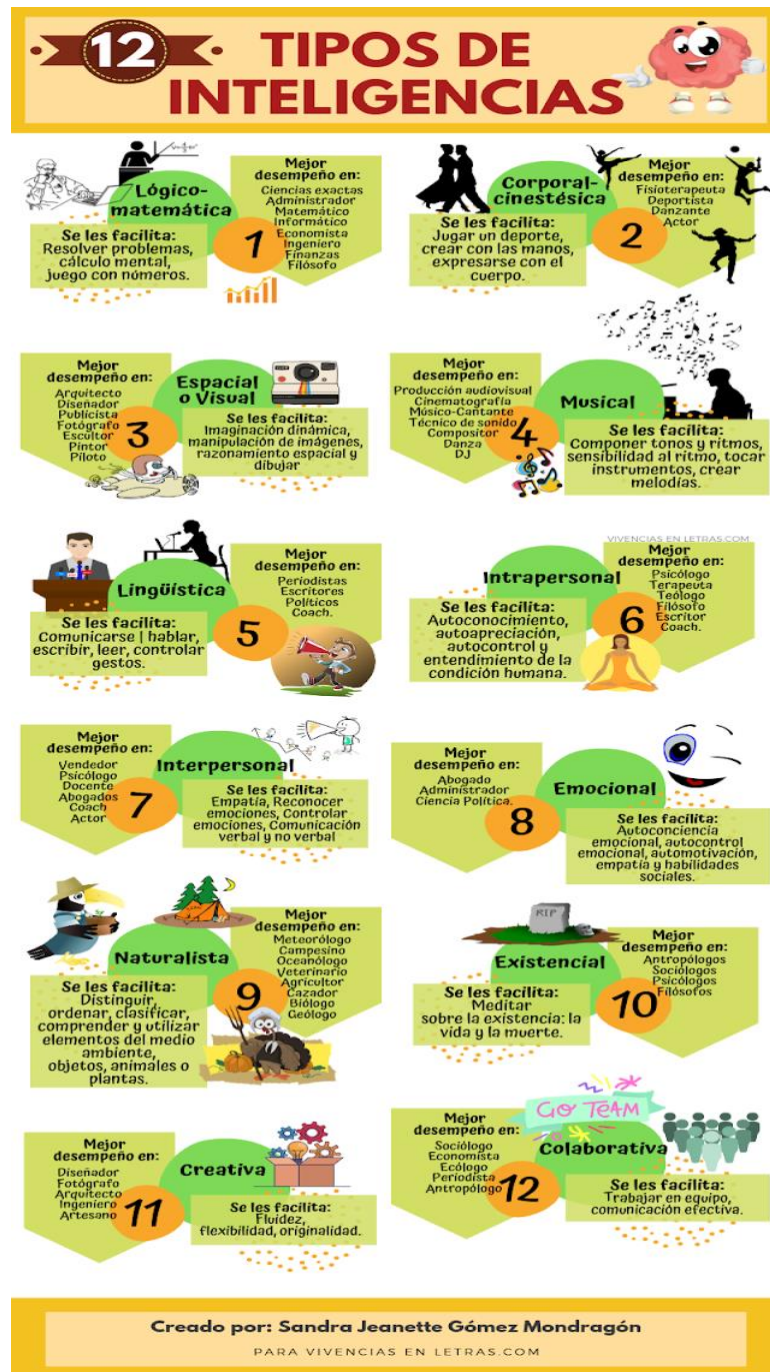 12
TIPOS DE
INTELIGENCIAS
Lógico-
matemática
1
Se les facilita:
Resolver problemas,
cálculo mental,
juego con números.
Mejor
desempeño en:
Ciencias exactas
Administrador
Matemático
Informático
Economista
Ingeniero
Finanzas
Filósofo
Corporal-
cinestésica
2
Se les facilita:
Jugar un deporte,
crear con las manos,
expresarse con el
cuerpo.
Mejor
desempeño en:
Fisioterapeuta
Deportista
Danzante
Actor
Mejor
desempeño en:
Arquitecto
Diseñador
Publicista
Fotógrafo
Escultor
Pintor
Piloto
3
Espacial
o Visual
Se les facilita:
Imaginación dinámica,
manipulación de imágenes,
razonamiento espacial y
dibujar
Mejor
desempeño en:
Producción audiovisual
Cinematografía
Músico-Cantante
Técnico de sonido
Compositor
Danza
DJ
4
Musical
Se les facilita:
Componer tonos y ritmos,
sensibilidad al ritmo, tocar
instrumentos, crear
melodías.
Lingüística
5
Se les facilita:
Comunicarse | hablar,
escribir, leer, controlar
gestos.
Mejor
desempeño en:
Periodistas
Escritores
Políticos
Coach.
VIVENCIAS EN LETRAS.COM
Intrapersonal
6
Se les facilita:
Autoconocimiento,
autoapreciación,
autocontrol y
entendimiento de la
condición humana.
Mejor
desempeño en:
Psicólogo
Terapeuta
Teólogo
Filósofo
Escritor
Coach.
Mejor
desempeño en:
Vendedor
Psicólogo
Docente
Abogados
Coach
Actor
7
Interpersonal
Se les facilita:
Empatía, Reconocer
emociones, Controlar
emociones, Comunicación
verbal y no verbal
Mejor
desempeño en:
Abogado
Administrador
Ciencia Política.
8
Emocional
Se les facilita:
Autoconciencia
emocional, autocontrol
emocional, automotivación,
empatía y habilidades
sociales.
Naturalista
9
Se les facilita:
Distinguir,
ordenar, clasificar,
comprender y utilizar
elementos del medio
ambiente,
objetos, animales o
plantas.
Mejor
desempeño en:
Meteorólogo
Campesino
Oceanólogo
Veterinario
Agricultor
Cazador
Biólogo
Geólogo
RIP
Existencial
10
Se les facilita:
Meditar
sobre la existencia: la
vida y la muerte.
Mejor
desempeño en:
Antropólogos
Sociólogos
Psicólogos
Filósofos
Mejor
desempeño en:
Diseñador
Fotógrafo
Arquitecto
Ingeniero
Artesano
11
Creativa
Se les facilita:
Fluidez,
flexibilidad, originalidad.
Mejor
desempeño en:
Sociólogo
Economista
Ecólogo
Periodista
Antropólogo
12
GO TEAM
Colaborativa
Se les facilita:
Trabajar en equipo,
comunicación efectiva.
Creado por: Sandra Jeanette Gómez Mondragón
PARA VIVENCIAS EN LETRAS.COM